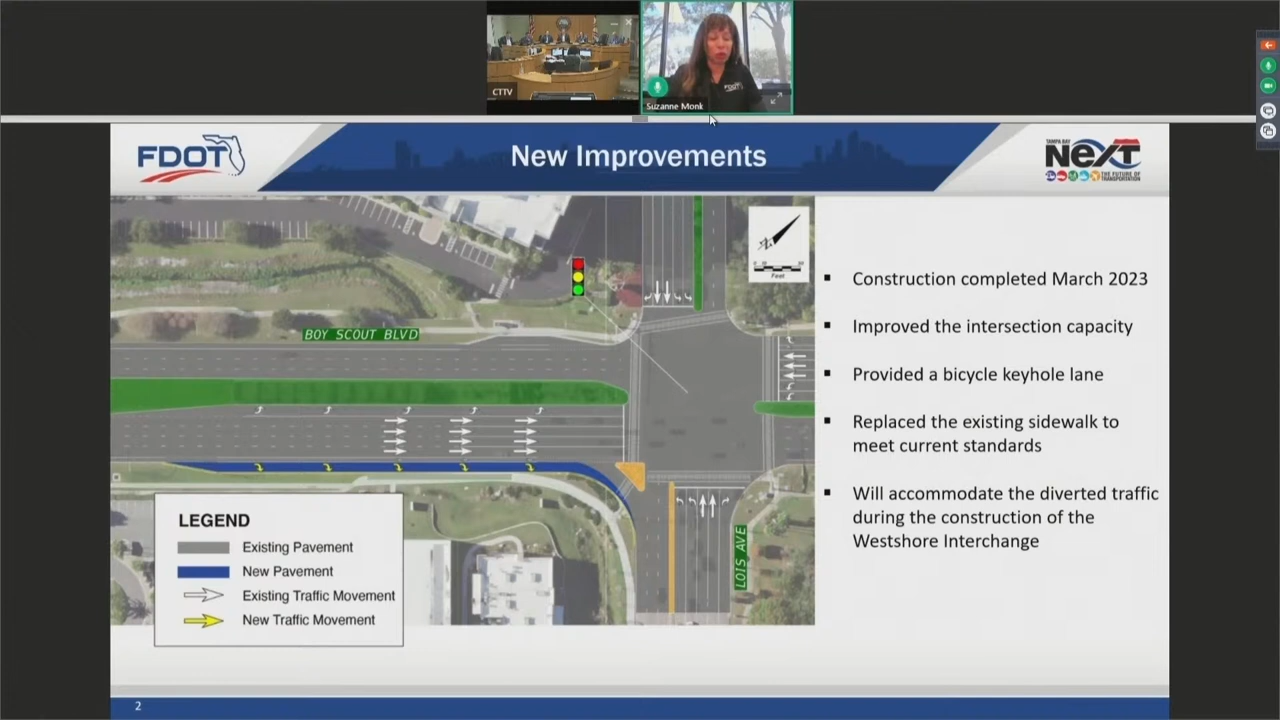 CTTV
FDOT
Suzanne Monk
FDOT
New Improvements
TAMPA BAY
NEXT
THE FUTURE OF
TRANSPORTATION
BOY SCOUT BLVD
Feet
LOIS AVE
LEGEND
Existing Pavement
New Pavement
Existing Traffic Movement
New Traffic Movement
▪ Construction completed March 2023
▪ Improved the intersection capacity
▪ Provided a bicycle keyhole lane
▪ Replaced the existing sidewalk to
meet current standards
▪ Will accommodate the diverted traffic
during the construction of the
Westshore Interchange
2